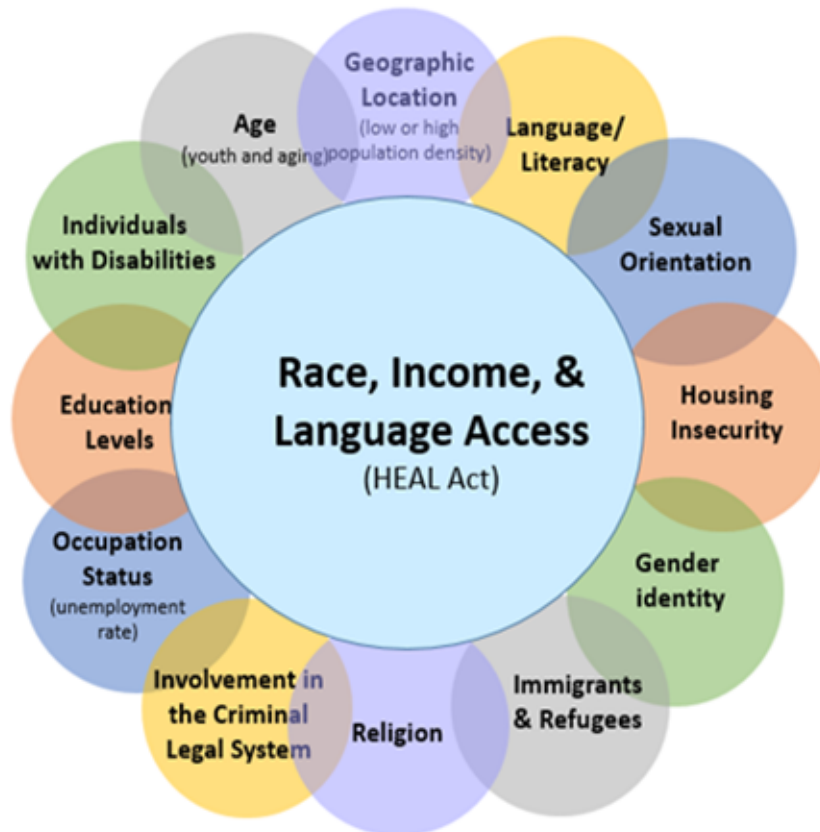 Geographic
Location
(low or high
population density)
Language/
Literacy
Sexual
Orientation
Housing
Insecurity
Gender
identity
Immigrants
& Refugees
Religion
Involvement in
the Criminal
Legal System
Occupation
Status
(unemployment
rate)
Education
Levels
Individuals
with Disabilities
Age
(youth and aging)
Race, Income, &
Language Access
(HEAL Act)